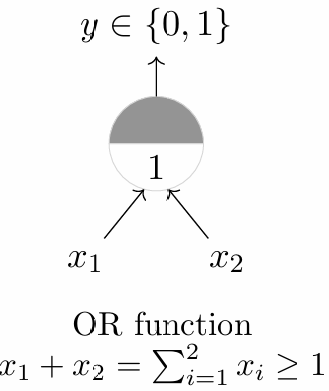 y ∈ {0, 1}
1
x₁ x₂
OR function
x₁ + x₂ = ∑²ᵢ₌₁ xᵢ ≥ 1